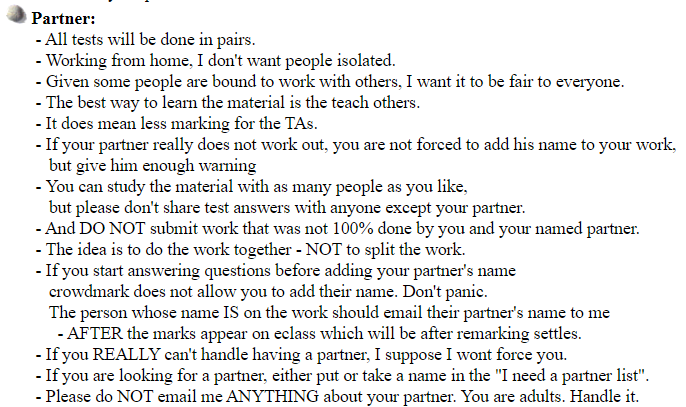 Partner:
- All tests will be done in pairs.
- Working from home, I don't want people isolated.
- Given some people are bound to work with others, I want it to be fair to everyone.
- The best way to learn the material is the teach others.
- It does mean less marking for the TAs.
- If your partner really does not work out, you are not forced to add his name to your work,
but give him enough warning
- You can study the material with as many people as you like,
but please don't share test answers with anyone except your partner.
- And DO NOT submit work that was not 100% done by you and your named partner.
- The idea is to do the work together - NOT to split the work.
- If you start answering questions before adding your partner's name
crowdmark does not allow you to add their name. Don't panic.
The person whose name IS on the work should email their partner's name to me
- AFTER the marks appear on eclass which will be after remarking settles.
- If you REALLY can't handle having a partner, I suppose I wont force you.
- If you are looking for a partner, either put or take a name in the "I need a partner list".
- Please do NOT email me ANYTHING about your partner. You are adults. Handle it.